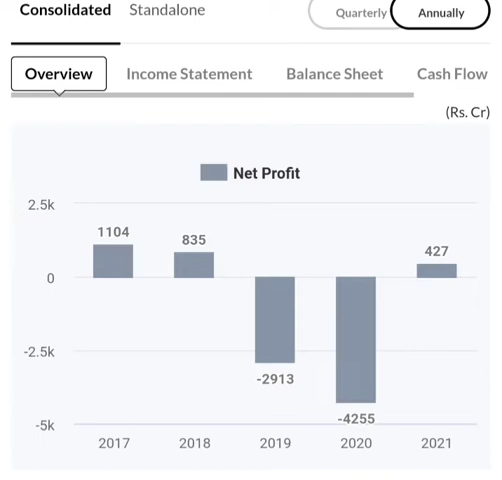 Consolidated Standalone Quarterly Annually
Overview Income Statement Balance Sheet Cash Flow
(Rs. Cr)
Net Profit
2.5k
1104
835
427
0
-2.5k
-2913
-4255
-5k
2017 2018 2019 2020 2021